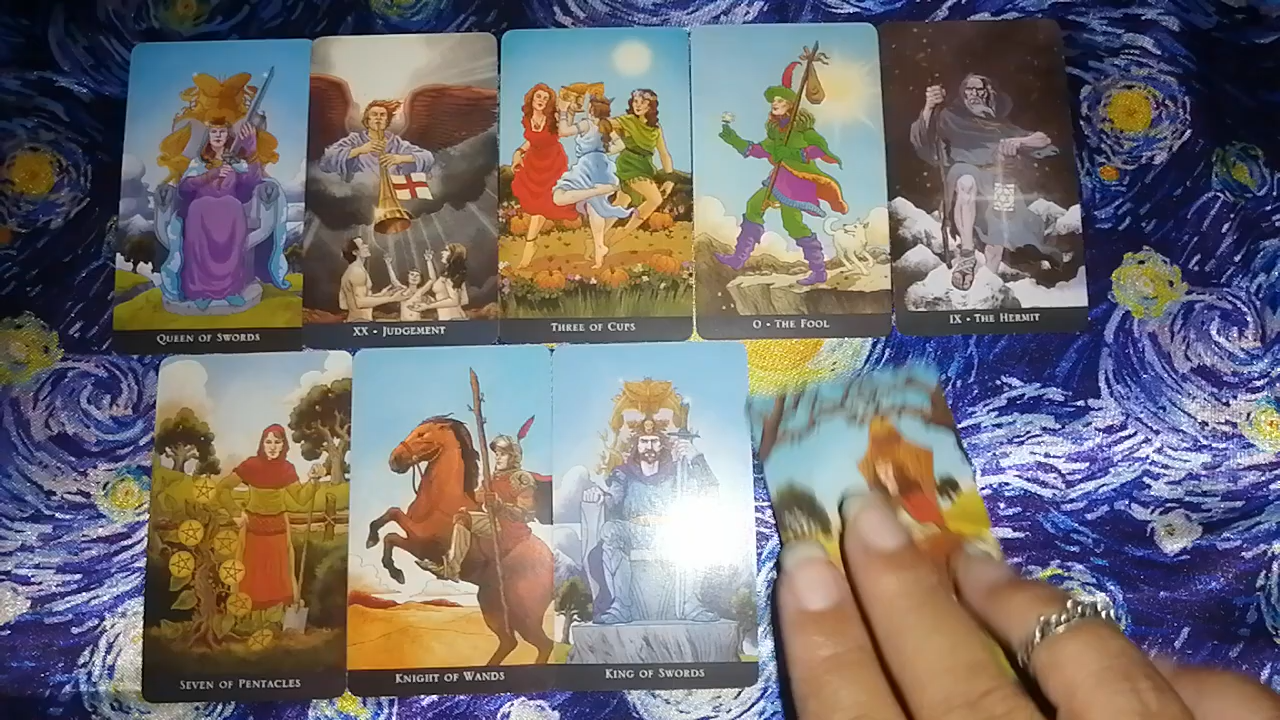 QUEEN OF SWORDS
XX • JUDGEMENT
THREE OF CUPS
0 • THE FOOL
IX • THE HERMIT
SEVEN OF PENTACLES
KNIGHT OF WANDS
KING OF SWORDS